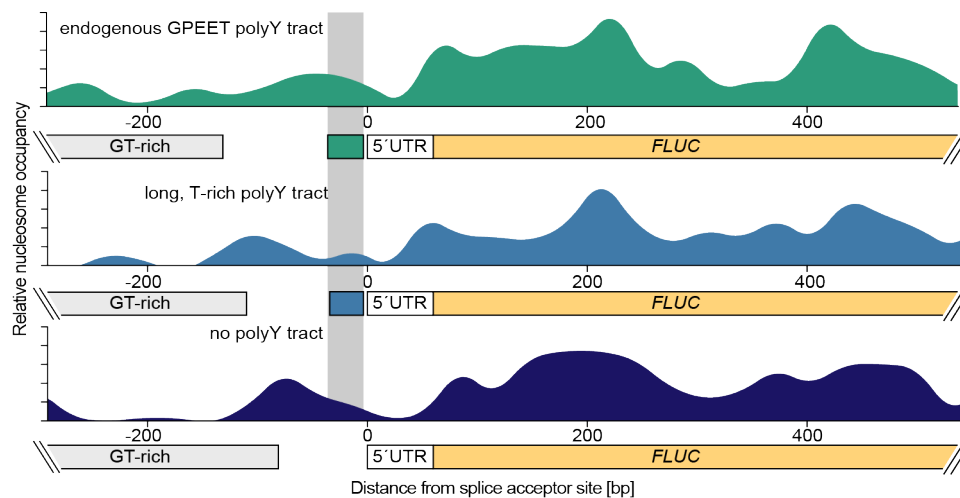 endogenous GPEET polyY tract
Relative nucleosome occupancy
-200 0 200 400
GT-rich 5´UTR FLUC
long, T-rich polyY tract
-200 0 200 400
GT-rich 5´UTR FLUC
no polyY tract
-200 0 200 400
GT-rich 5´UTR FLUC
Distance from splice acceptor site [bp]